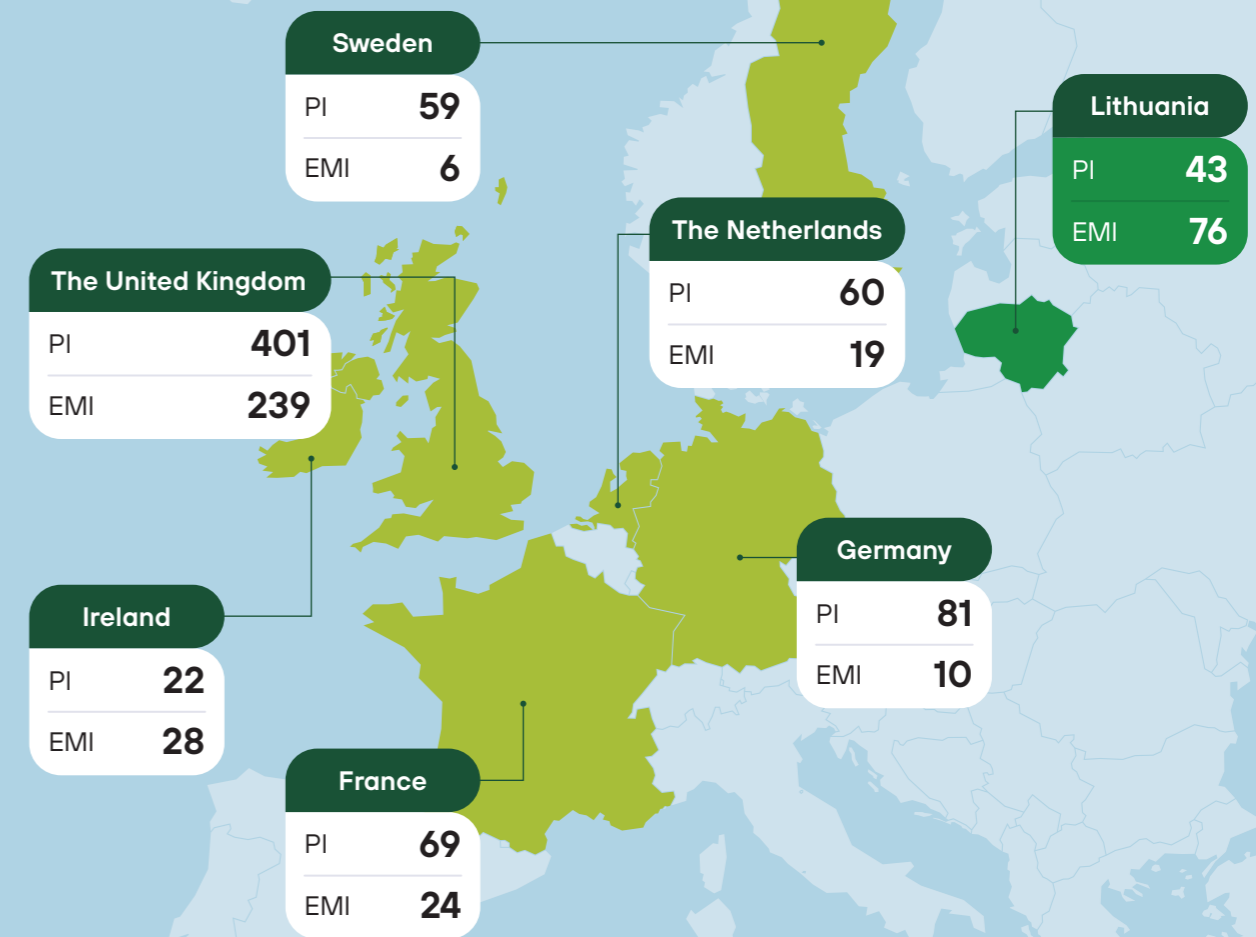 Sweden
PI 59
EMI 6
Lithuania
PI 43
EMI 76
The Netherlands
PI 60
EMI 19
The United Kingdom
PI 401
EMI 239
Germany
PI 81
EMI 10
Ireland
PI 22
EMI 28
France
PI 69
EMI 24